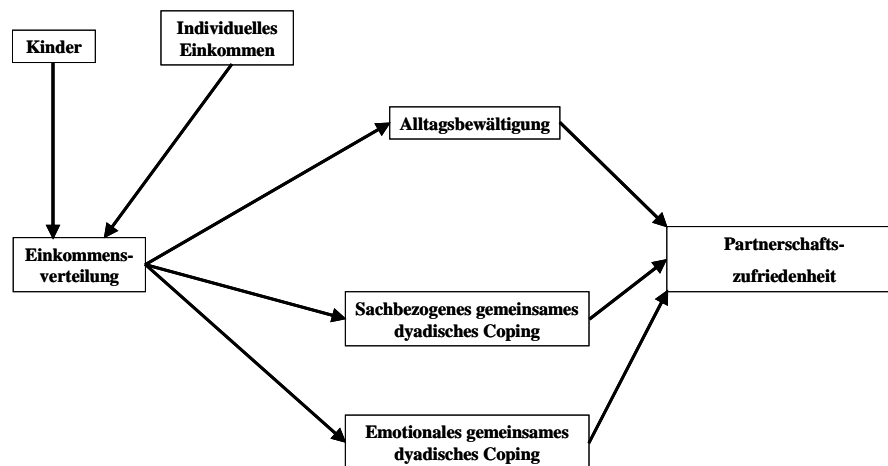 Kinder
Individuelles
Einkommen
Alltagsbewältigung
Einkommens-
verteilung
Partnerschafts-
zufriedenheit
Sachbezogenes gemeinsames
dyadisches Coping
Emotionales gemeinsames
dyadisches Coping